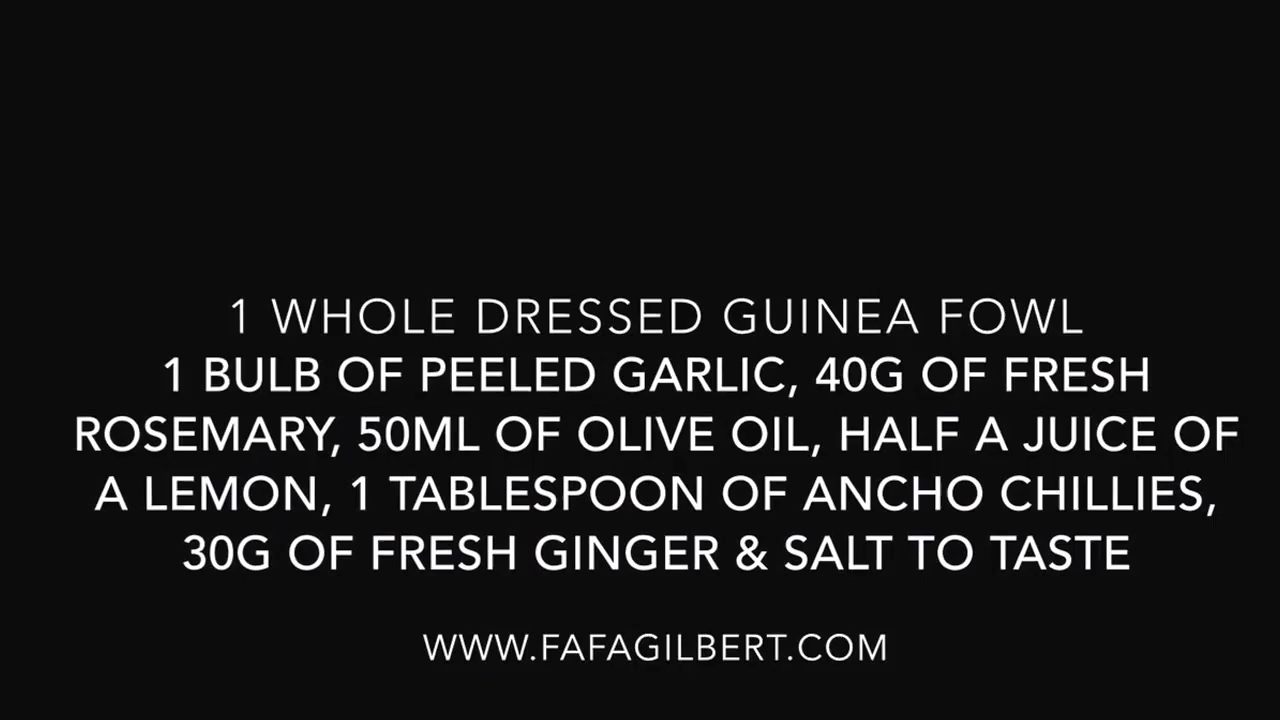 1 WHOLE DRESSED GUINEA FOWL
1 BULB OF PEELED GARLIC, 40G OF FRESH
ROSEMARY, 50ML OF OLIVE OIL, HALF A JUICE OF
A LEMON, 1 TABLESPOON OF ANCHO CHILLIES,
30G OF FRESH GINGER & SALT TO TASTE
WWW.FAFAGILBERT.COM